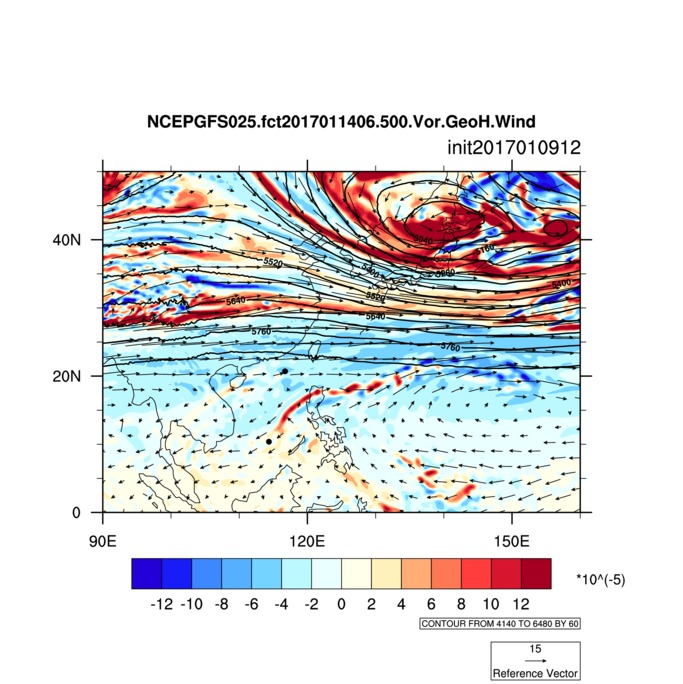 NCEPGFS025.fct2017011406.500.Vor.GeoH.Wind
init2017010912
40N
20N
0
90E 120E 150E
5040
5160
5520
5400
5280
5400
5520
5640
5640
5760
5760
-12 -10 -8 -6 -4 -2 0 2 4 6 8 10 12
*10^(-5)
CONTOUR FROM 4140 TO 6480 BY 60
15
Reference Vector